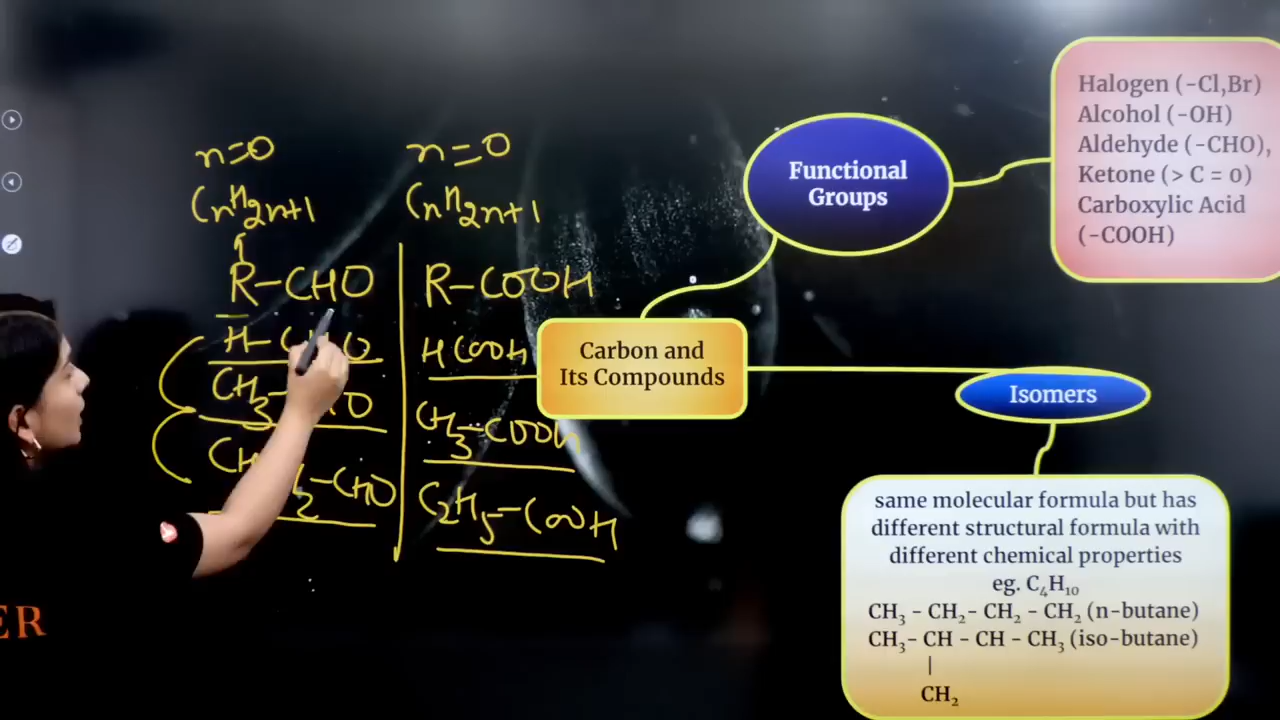 n=0
CnH2n+1
R-CHO
H-CHO
CH3-CHO
n=0
CnH2n+1
R-COOH
HCOOH
CH3-COOH
C2H5-COOH
Functional
Groups
Halogen (-Cl,Br)
Alcohol (-OH)
Aldehyde (-CHO),
Ketone (> C = 0)
Carboxylic Acid
(-COOH)
Carbon and
Its Compounds
Isomers
same molecular formula but has
different structural formula with
different chemical properties
eg. C₄H₁₀
CH₃ - CH₂- CH₂ - CH₂ (n-butane)
CH₃- CH - CH - CH₃ (iso-butane)
|
CH₂
ER